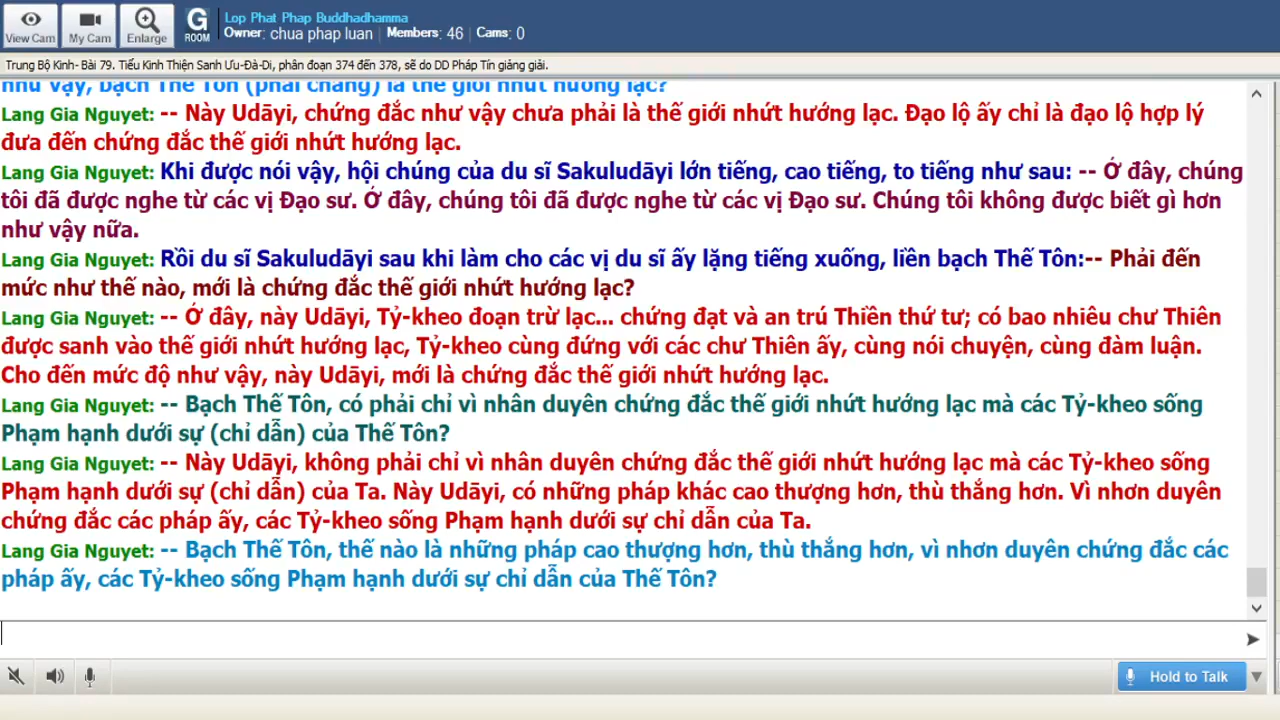 Lop Phat Phap Buddhadhamma
Owner: chua phap luan | Members: 46 | Cams: 0
View Cam
My Cam
Enlarge
G
ROOM
Trung Bộ Kinh- Bài 79. Tiểu Kinh Thiện Sanh Ưu-Đà-Di, phân đoạn 374 đến 378, sẽ do DD Pháp Tín giảng giải.
như vậy, bạch Thế Tôn (phải chăng) là thế giới nhứt hướng lạc?
Lang Gia Nguyet: -- Này Udāyi, chứng đắc như vậy chưa phải là thế giới nhứt hướng lạc. Đạo lộ ấy chỉ là đạo lộ hợp lý
đưa đến chứng đắc thế giới nhứt hướng lạc.
Lang Gia Nguyet: Khi được nói vậy, hội chúng của du sĩ Sakuludāyi lớn tiếng, cao tiếng, to tiếng như sau: -- Ở đây, chúng
tôi đã được nghe từ các vị Đạo sư. Ở đây, chúng tôi đã được nghe từ các vị Đạo sư. Chúng tôi không được biết gì hơn
như vậy nữa.
Lang Gia Nguyet: Rồi du sĩ Sakuludāyi sau khi làm cho các vị du sĩ ấy lặng tiếng xuống, liền bạch Thế Tôn:-- Phải đến
mức như thế nào, mới là chứng đắc thế giới nhứt hướng lạc?
Lang Gia Nguyet: -- Ở đây, này Udāyi, Tỷ-kheo đoạn trừ lạc... chứng đạt và an trú Thiền thứ tư; có bao nhiêu chư Thiên
được sanh vào thế giới nhứt hướng lạc, Tỷ-kheo cùng đứng với các chư Thiên ấy, cùng nói chuyện, cùng đàm luận.
Cho đến mức độ như vậy, này Udāyi, mới là chứng đắc thế giới nhứt hướng lạc.
Lang Gia Nguyet: -- Bạch Thế Tôn, có phải chỉ vì nhân duyên chứng đắc thế giới nhứt hướng lạc mà các Tỷ-kheo sống
Phạm hạnh dưới sự (chỉ dẫn) của Thế Tôn?
Lang Gia Nguyet: -- Này Udāyi, không phải chỉ vì nhân duyên chứng đắc thế giới nhứt hướng lạc mà các Tỷ-kheo sống
Phạm hạnh dưới sự (chỉ dẫn) của Ta. Này Udāyi, có những pháp khác cao thượng hơn, thù thắng hơn. Vì nhơn duyên
chứng đắc các pháp ấy, các Tỷ-kheo sống Phạm hạnh dưới sự chỉ dẫn của Ta.
Lang Gia Nguyet: -- Bạch Thế Tôn, thế nào là những pháp cao thượng hơn, thù thắng hơn, vì nhơn duyên chứng đắc các
pháp ấy, các Tỷ-kheo sống Phạm hạnh dưới sự chỉ dẫn của Thế Tôn?
Hold to Talk